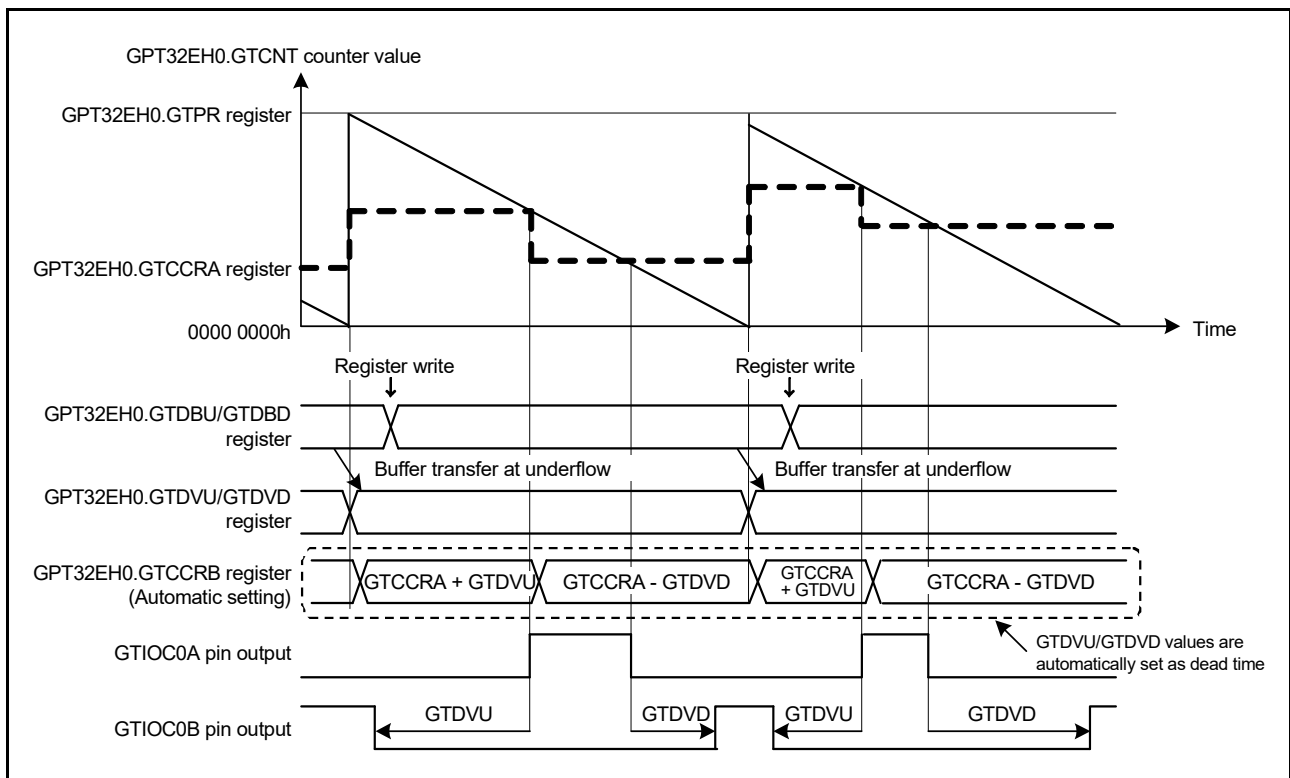 GPT32EH0.GTCNT counter value
GPT32EH0.GTPR register
GPT32EH0.GTCCRA register
0000 0000h
Time
Register write
Register write
GPT32EH0.GTDBU/GTDBD
register
Buffer transfer at underflow
Buffer transfer at underflow
GPT32EH0.GTDVU/GTDVD
register
GPT32EH0.GTCCRB register
(Automatic setting)
GTCCRA + GTDVU
GTCCRA - GTDVD
GTCCRA
+ GTDVU
GTCCRA - GTDVD
GTIOC0A pin output
GTDVU/GTDVD values are
automatically set as dead time
GTIOC0B pin output
GTDVU
GTDVD
GTDVU
GTDVD